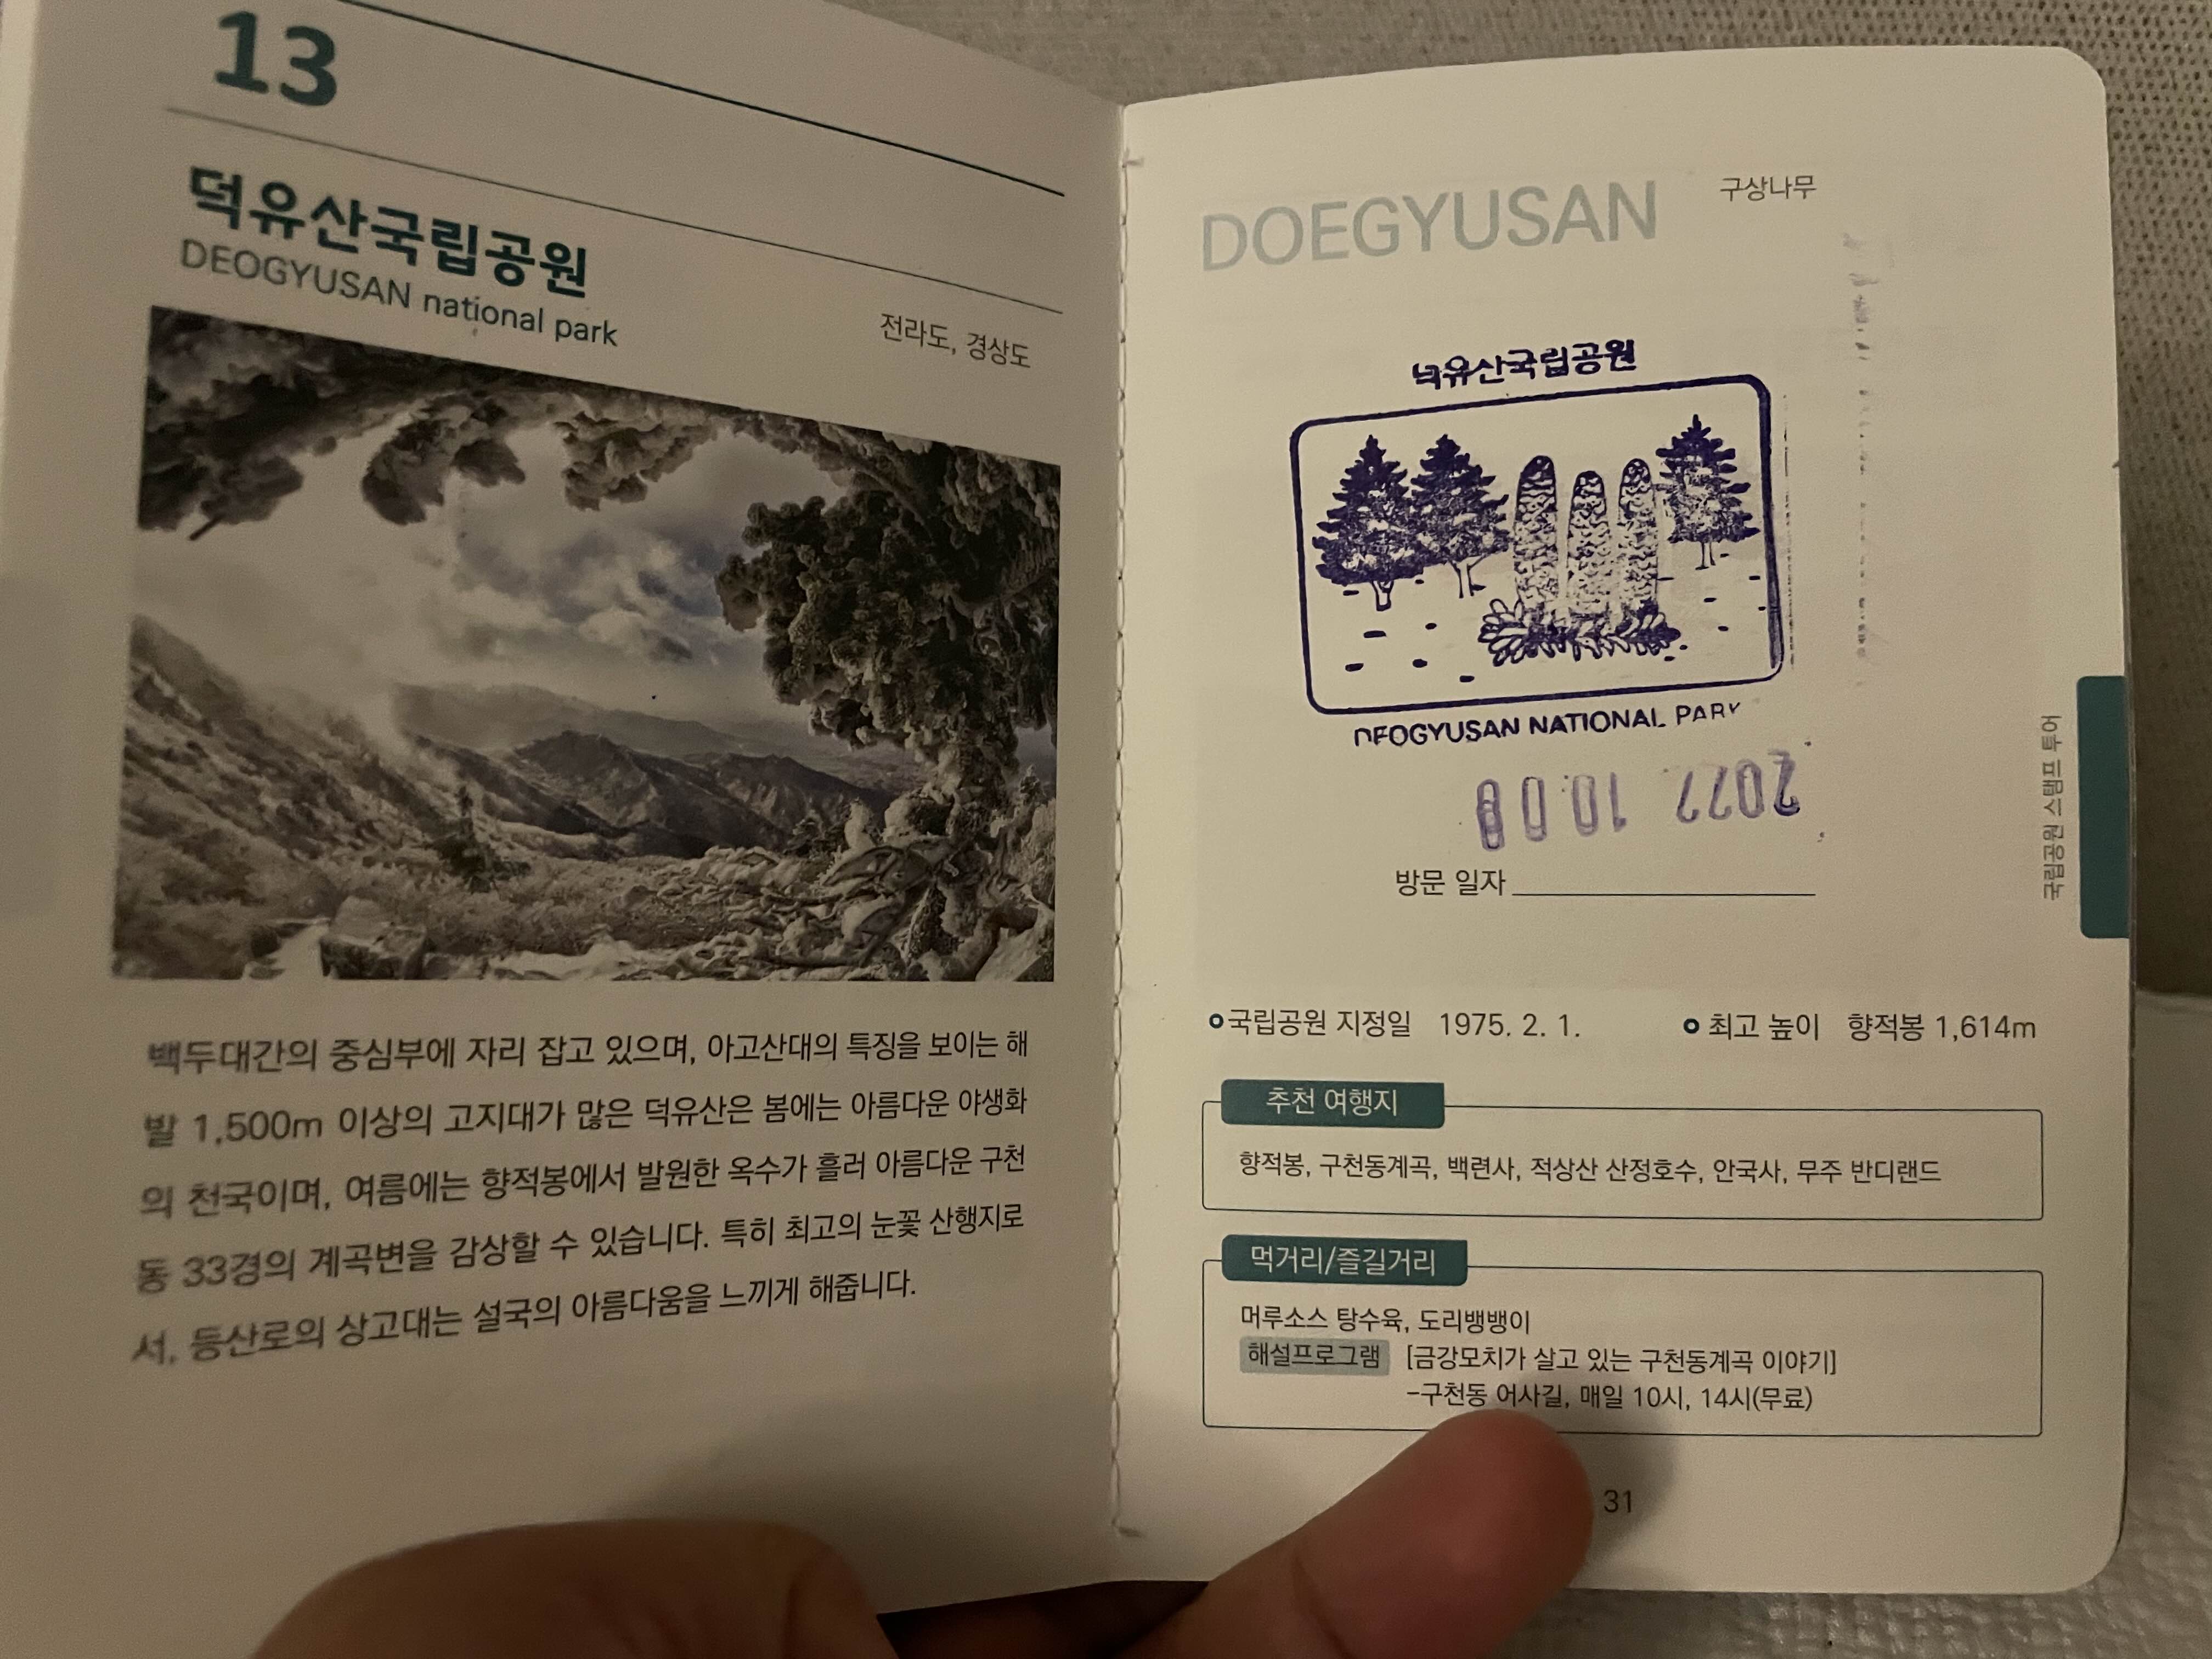 13
덕유산국립공원
DEOGYUSAN national park
전라도, 경상도
백두대간의 중심부에 자리 잡고 있으며, 아고산대의 특징을 보이는 해
발 1,500m 이상의 고지대가 많은 덕유산은 봄에는 아름다운 야생화
의 천국이며, 여름에는 향적봉에서 발원한 옥수가 흘러 아름다운 구천
동 33경의 계곡변을 감상할 수 있습니다. 특히 최고의 눈꽃 산행지로
서, 등산로의 상고대는 설국의 아름다움을 느끼게 해줍니다.
DOEGYUSAN
구상나무
덕유산국립공원
DEOGYUSAN NATIONAL PARK
2022 10
방문 일자
국립공원 스탬프 투어
국립공원 지정일 1975. 2. 1.
최고 높이 향적봉 1,614m
추천 여행지
향적봉, 구천동계곡, 백련사, 적상산 산정호수, 안국사, 무주 반디랜드
먹거리/즐길거리
머루소스 탕수육, 도리뱅뱅이
해설프로그램 [금강모치가 살고 있는 구천동계곡 이야기]
-구천동 어사길, 매일 10시, 14시(무료)
31